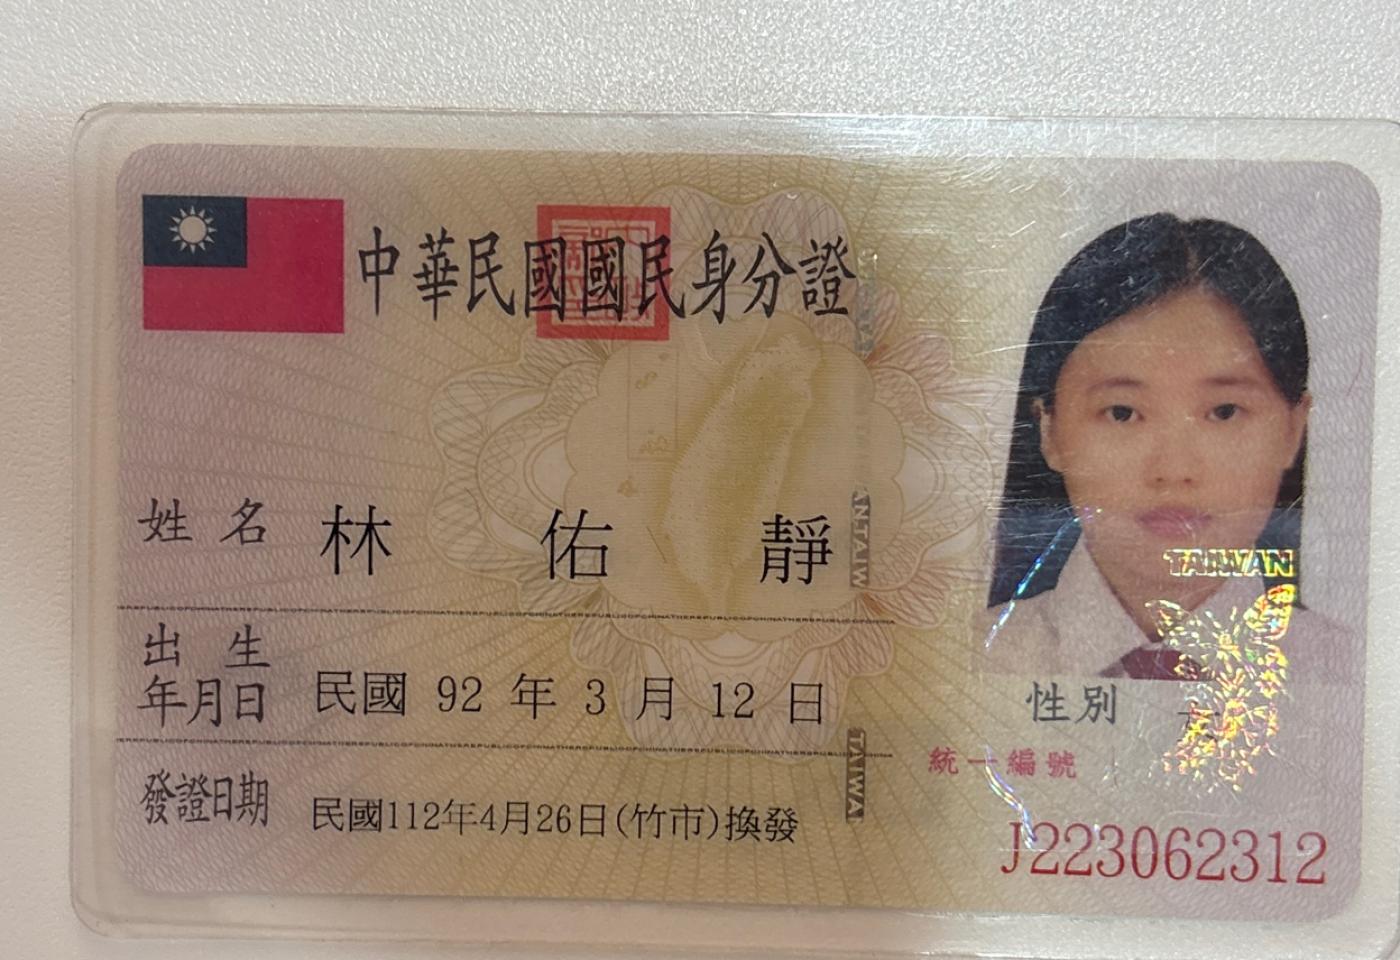 中華民國國民身分證
姓名 林佑靜
出生年月日 民國 92 年 3 月 12 日
發證日期 民國112年4月26日(竹市)換發
TAIWAN
性別
統一編號
J223062312